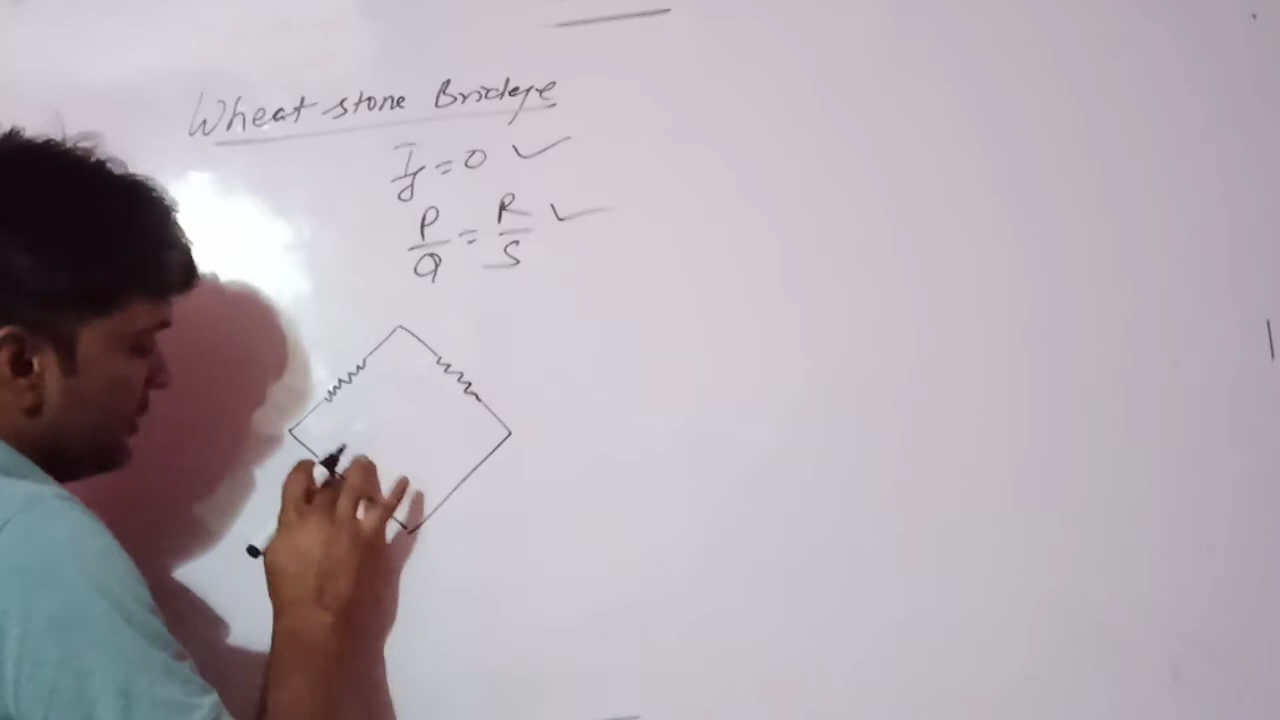 Wheat stone Bridge
Ig = 0 ✓
P/Q = R/S ✓